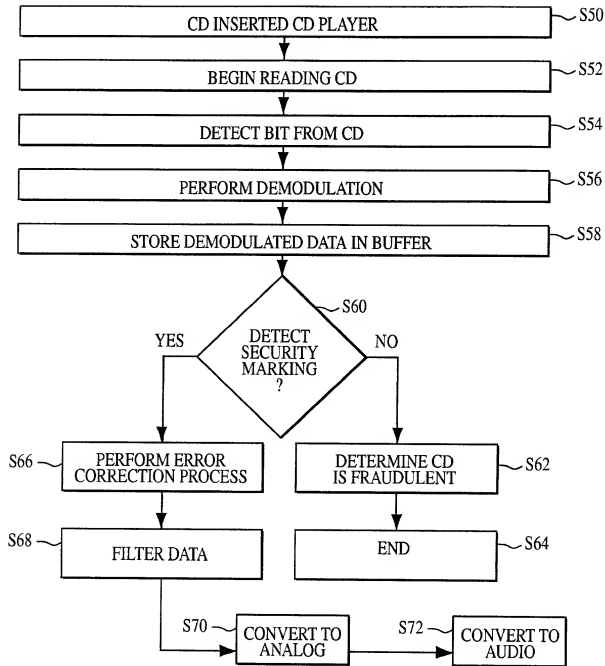 CD INSERTED CD PLAYER
S50
BEGIN READING CD
S52
DETECT BIT FROM CD
S54
PERFORM DEMODULATION
S56
STORE DEMODULATED DATA IN BUFFER
S58
S60
DETECT
SECURITY
MARKING
?
YES
NO
S66
PERFORM ERROR
CORRECTION PROCESS
DETERMINE CD
IS FRAUDULENT
S62
S68
FILTER DATA
END
S64
S70
CONVERT TO
ANALOG
S72
CONVERT TO
AUDIO